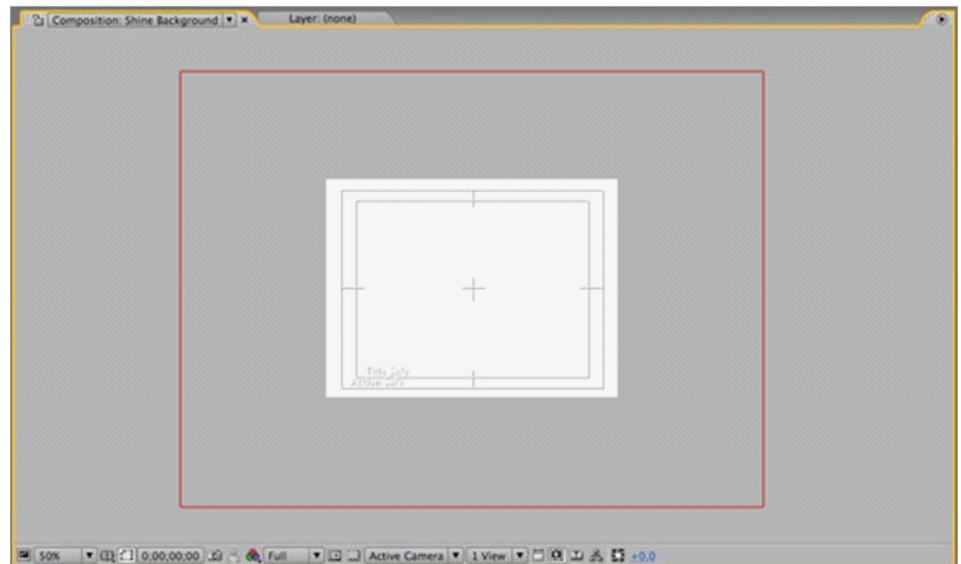 Composition: Shine Background
Layer: (none)
Title Safe
Action Safe
50%
0;00;00;00
Full
Active Camera
1 View
+0.0